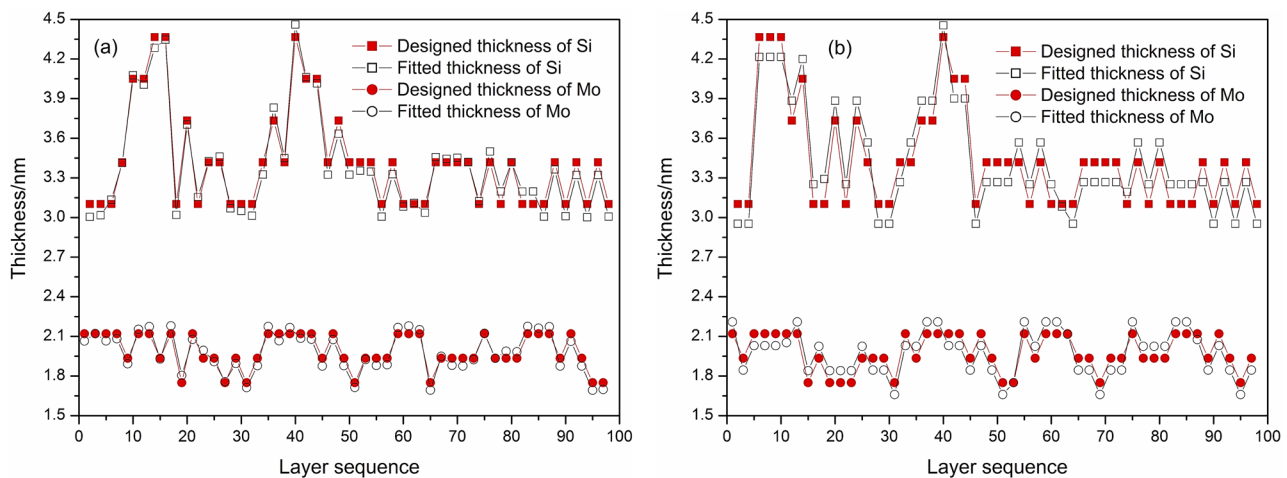 (a)
Designed thickness of Si
Fitted thickness of Si
Designed thickness of Mo
Fitted thickness of Mo
4.5
4.2
3.9
3.6
3.3
3.0
2.7
2.4
2.1
1.8
1.5
Thickness/nm
0 10 20 30 40 50 60 70 80 90 100
Layer sequence
(b)
Designed thickness of Si
Fitted thickness of Si
Designed thickness of Mo
Fitted thickness of Mo
4.5
4.2
3.9
3.6
3.3
3.0
2.7
2.4
2.1
1.8
1.5
Thickness/nm
0 10 20 30 40 50 60 70 80 90 100
Layer sequence